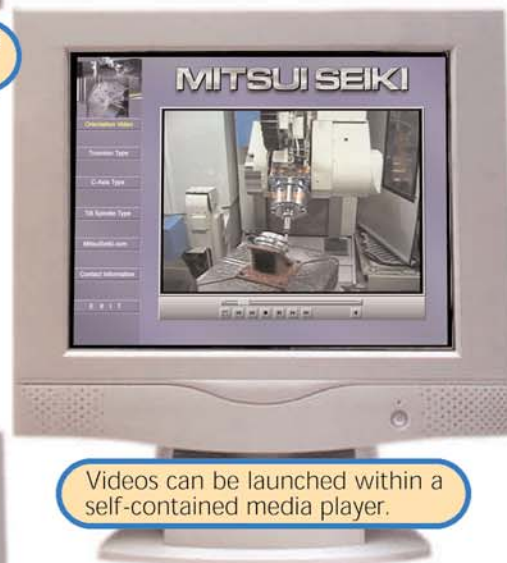 MITSUI SEIKI
Orientation Video
Trunnion Type
C-Axis Type
Tilt Spindle Type
MitsuiSeiki.com
Contact Information
E X I T
Videos can be launched within a
self-contained media player.